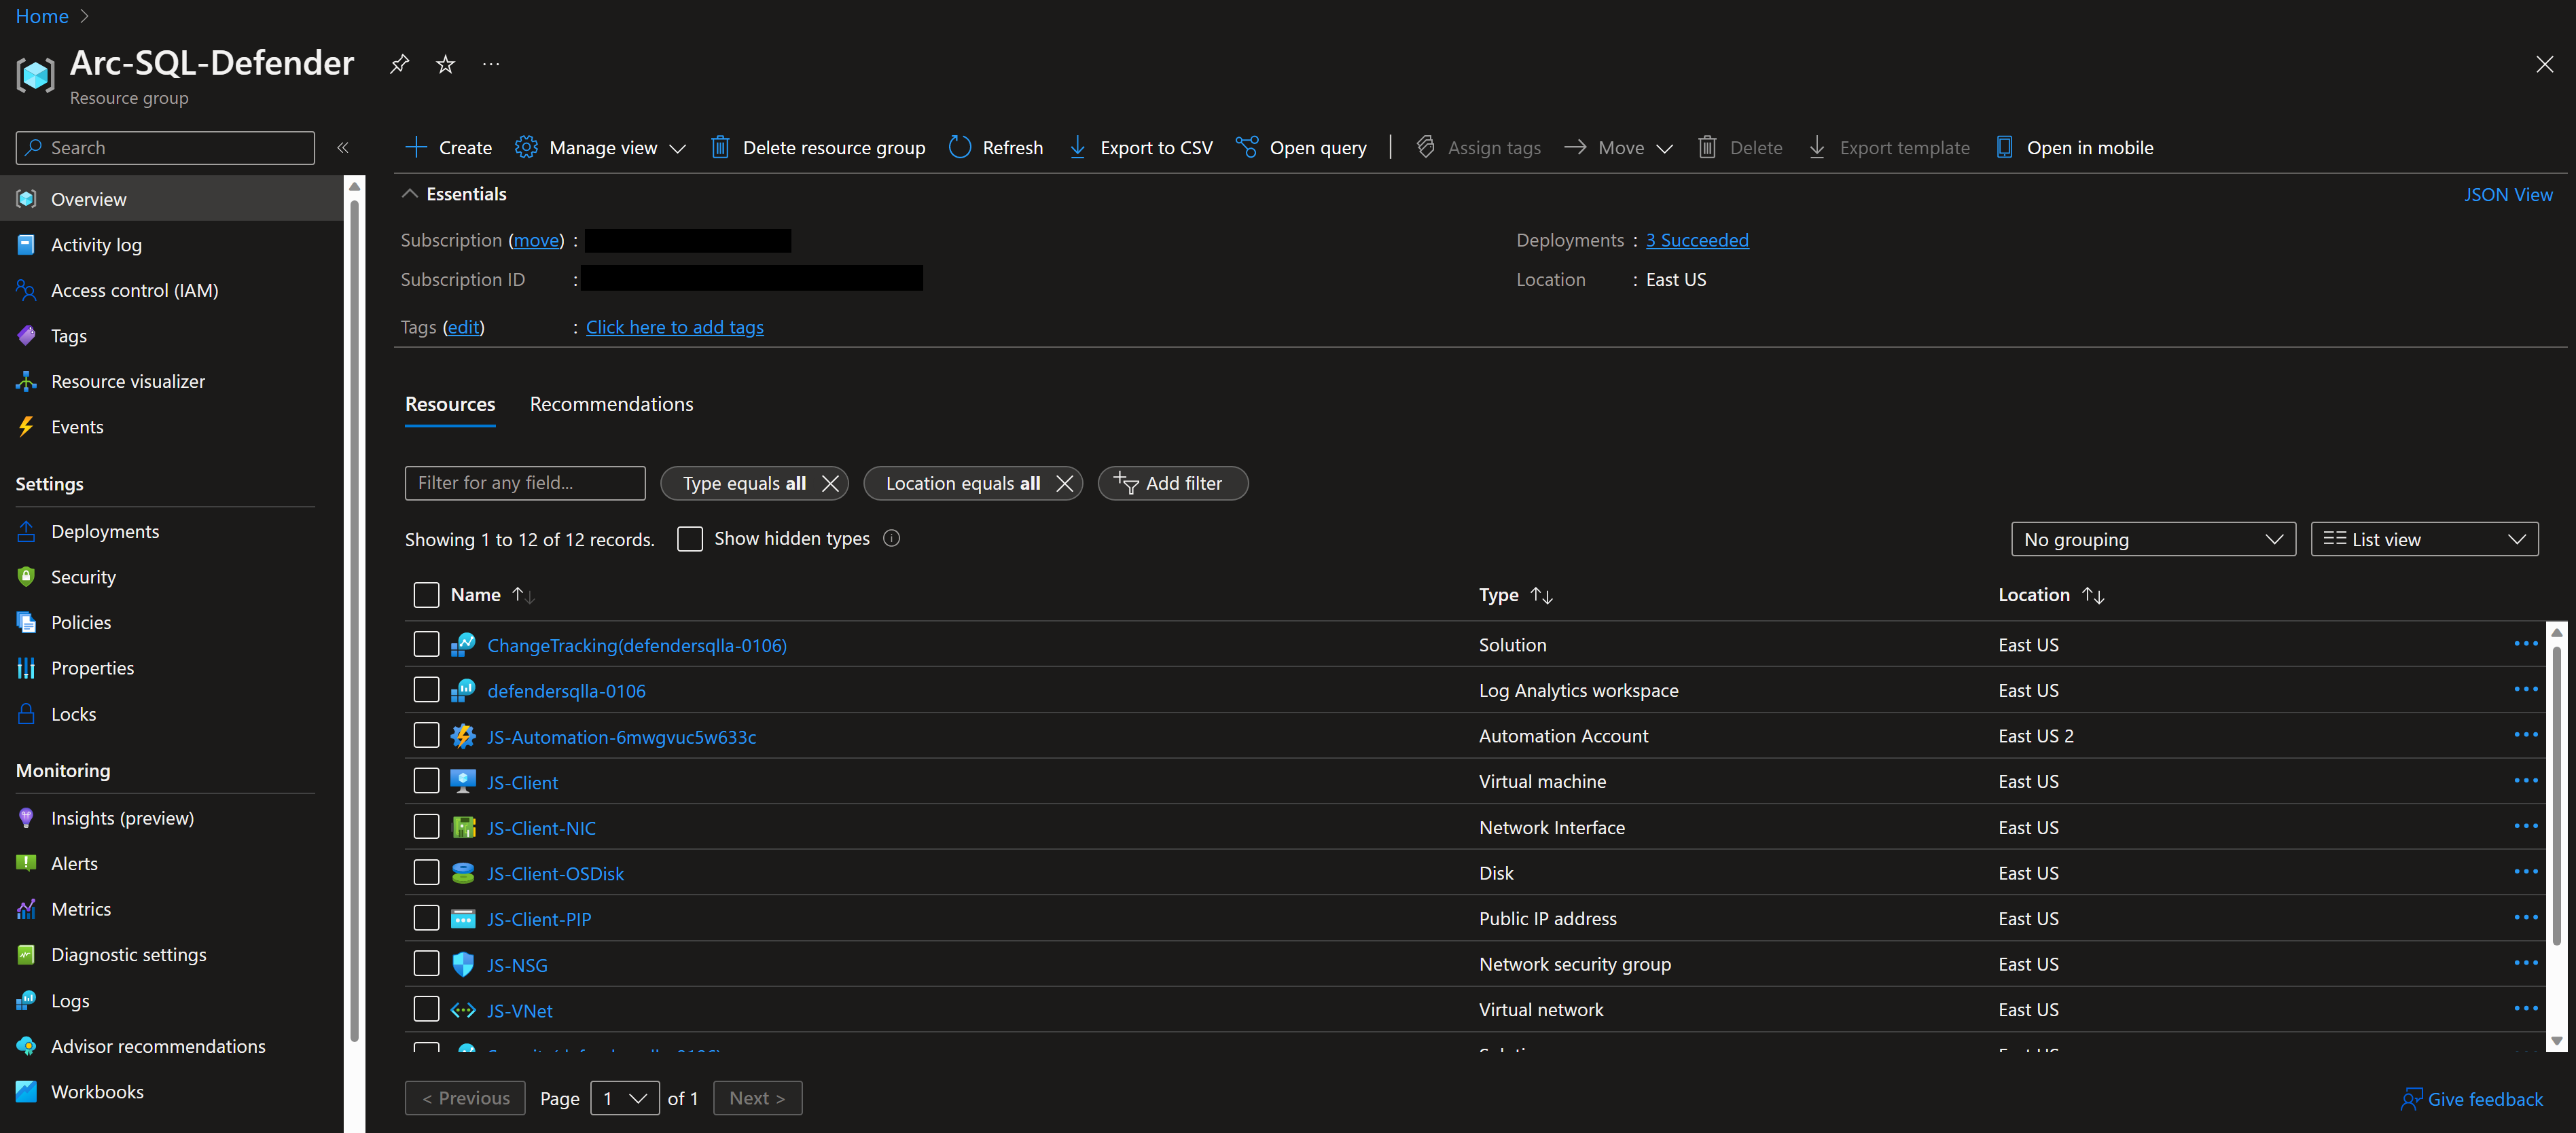 Home
Arc-SQL-Defender
Resource group
Search
Create Manage view Delete resource group Refresh Export to CSV Open query Assign tags Move Delete Export template Open in mobile
Overview
Activity log
Access control (IAM)
Tags
Resource visualizer
Events
Settings
Deployments
Security
Policies
Properties
Locks
Monitoring
Insights (preview)
Alerts
Metrics
Diagnostic settings
Logs
Advisor recommendations
Workbooks
Essentials
JSON View
Subscription (move) :
Subscription ID :
Tags (edit) : Click here to add tags
Deployments : 3 Succeeded
Location : East US
Resources Recommendations
Filter for any field...
Type equals all
Location equals all
Add filter
Showing 1 to 12 of 12 records.
Show hidden types
No grouping
List view
Name Type Location
ChangeTracking(defendersqlla-0106) Solution East US
defendersqlla-0106 Log Analytics workspace East US
JS-Automation-6mwgvuc5w633c Automation Account East US 2
JS-Client Virtual machine East US
JS-Client-NIC Network Interface East US
JS-Client-OSDisk Disk East US
JS-Client-PIP Public IP address East US
JS-NSG Network security group East US
JS-VNet Virtual network East US
< Previous Page 1 of 1 Next >
Give feedback